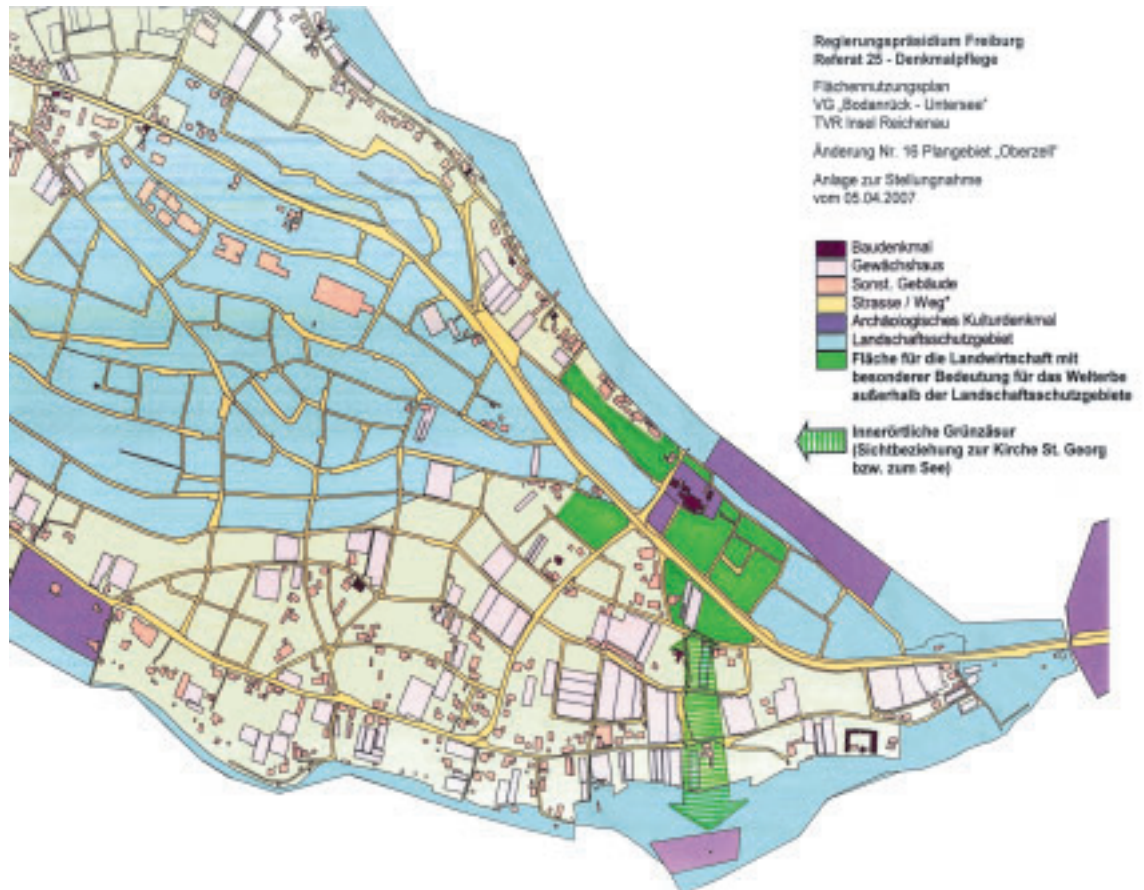 Regierungspräsidium Freiburg
Referat 25 - Denkmalpflege
Flächennutzungsplan
VG „Bodanrück - Untersee"
TVR Insel Reichenau
Änderung Nr. 16 Plangebiet „Oberzell"
Anlage zur Stellungnahme
vom 05.04.2007
Baudenkmal
Gewächshaus
Sonst. Gebäude
Strasse / Weg*
Archäologisches Kulturdenkmal
Landschaftsschutzgebiet
Fläche für die Landwirtschaft mit
besonderer Bedeutung für das Welterbe
außerhalb der Landschaftsschutzgebiete
Innerörtliche Grünzäsur
(Sichtbeziehung zur Kirche St. Georg
bzw. zum See)